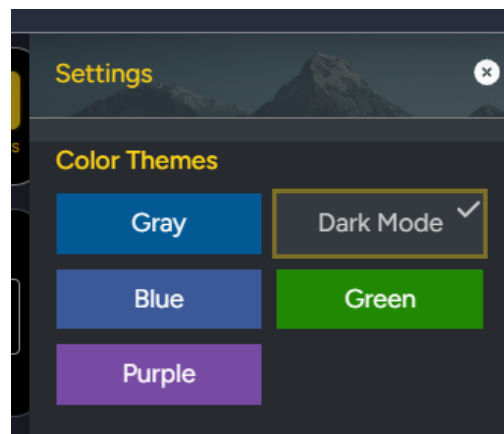 Settings
Color Themes
Gray
Dark Mode
Blue
Green
Purple
s